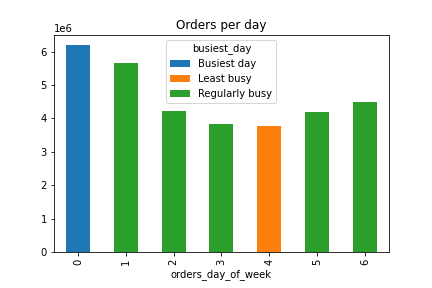 Orders per day
1e6
busiest_day
Busiest day
Least busy
Regularly busy
6
5
4
3
2
1
0
0 1 2 3 4 5 6
orders_day_of_week